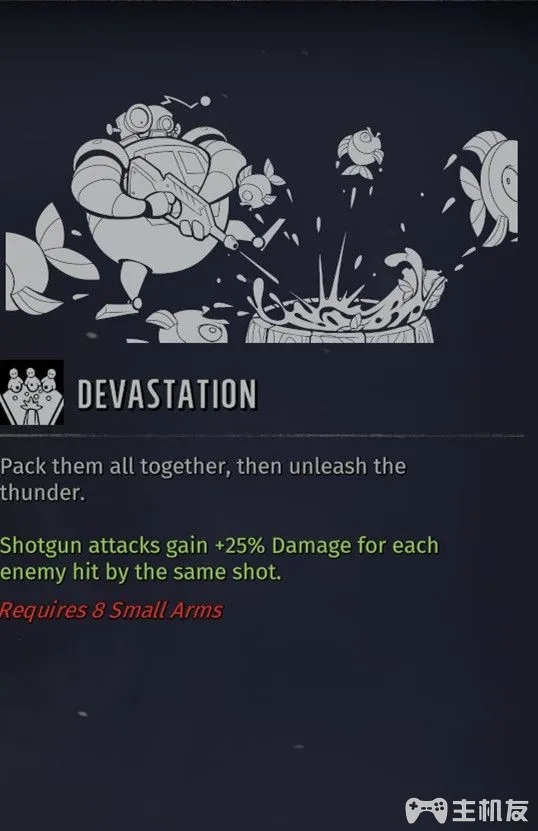 DEVASTATION
Pack them all together, then unleash the
thunder.
Shotgun attacks gain +25% Damage for each
enemy hit by the same shot.
Requires 8 Small Arms
主机友